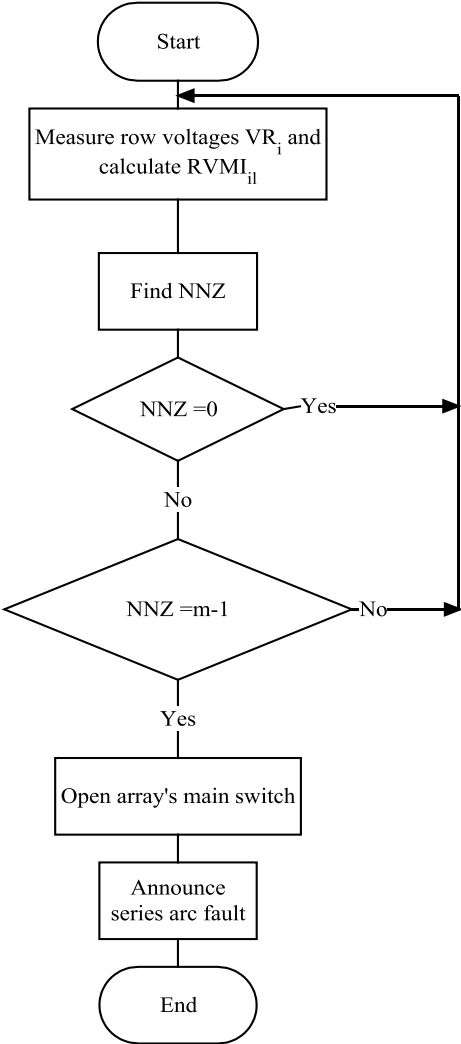 Start
Measure row voltages VRi and
calculate RVMIil
Find NNZ
NNZ =0
Yes
No
NNZ =m-1
No
Yes
Open array's main switch
Announce
series arc fault
End